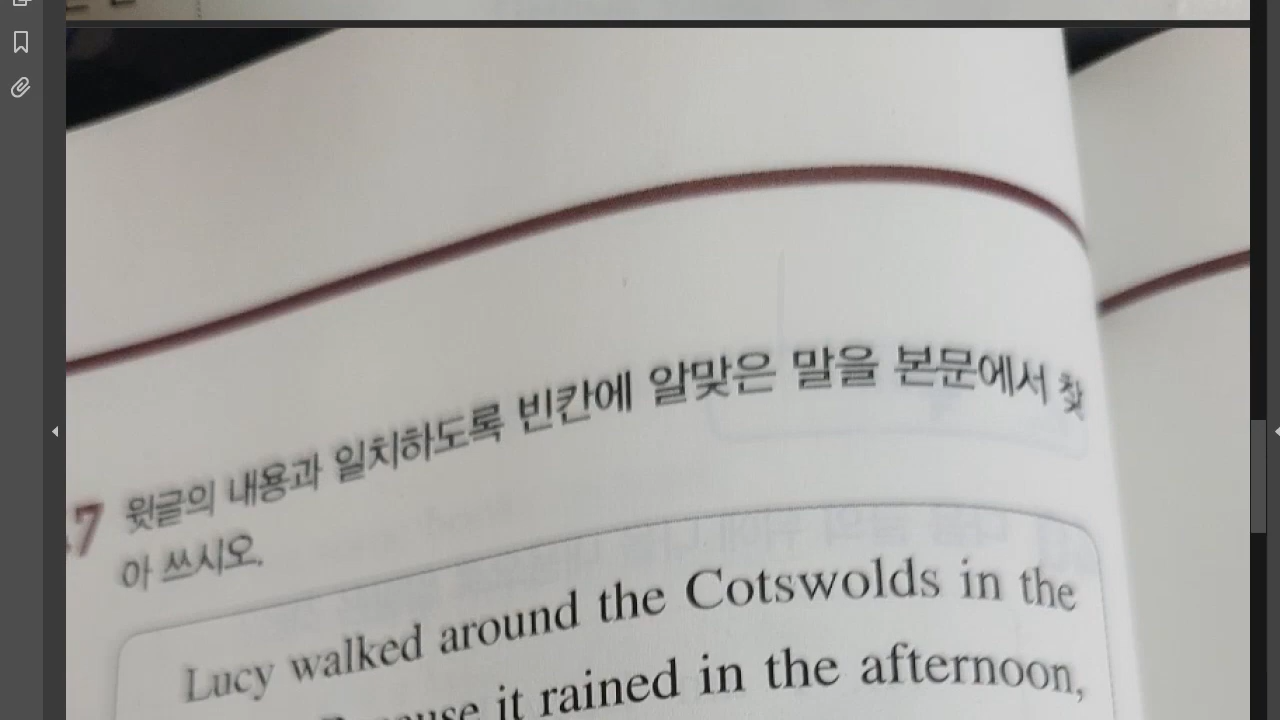 7 윗글의 내용과 일치하도록 빈칸에 알맞은 말을 본문에서 찾
아 쓰시오.
Lucy walked around the Cotswolds in the
it rained in the afternoon,